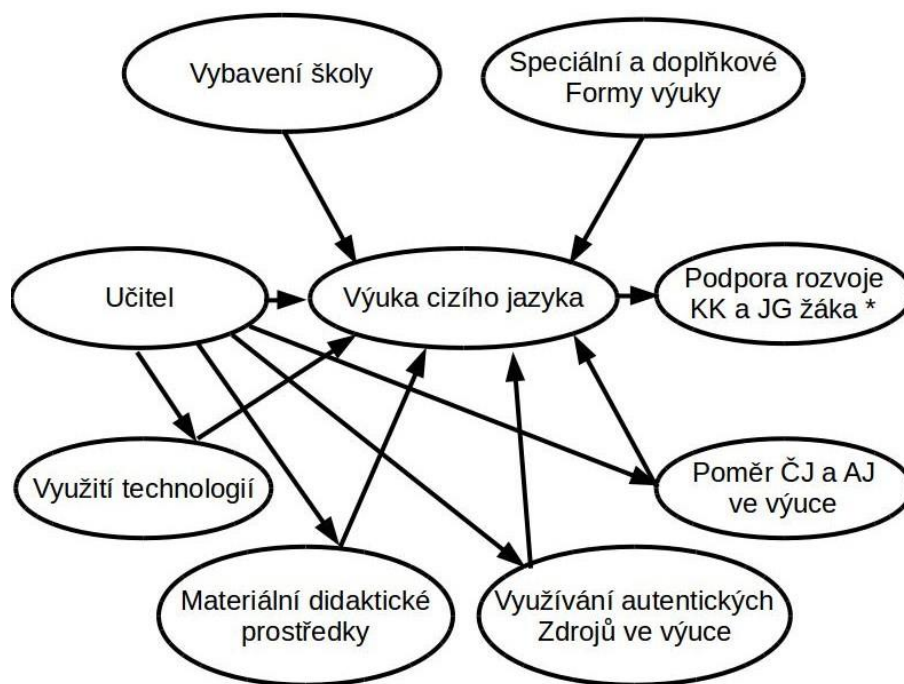 Vybavení školy
Speciální a doplňkové
Formy výuky
Učitel
Výuka cizího jazyka
Podpora rozvoje
KK a JG žáka *
Využití technologií
Poměr ČJ a AJ
ve výuce
Materiální didaktické
prostředky
Využívání autentických
Zdrojů ve výuce